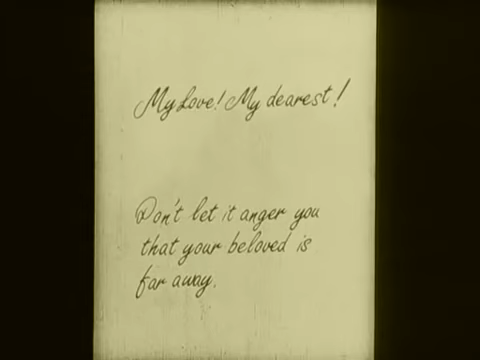 My Love! My dearest!
Don't let it anger you
that your beloved is
far away.